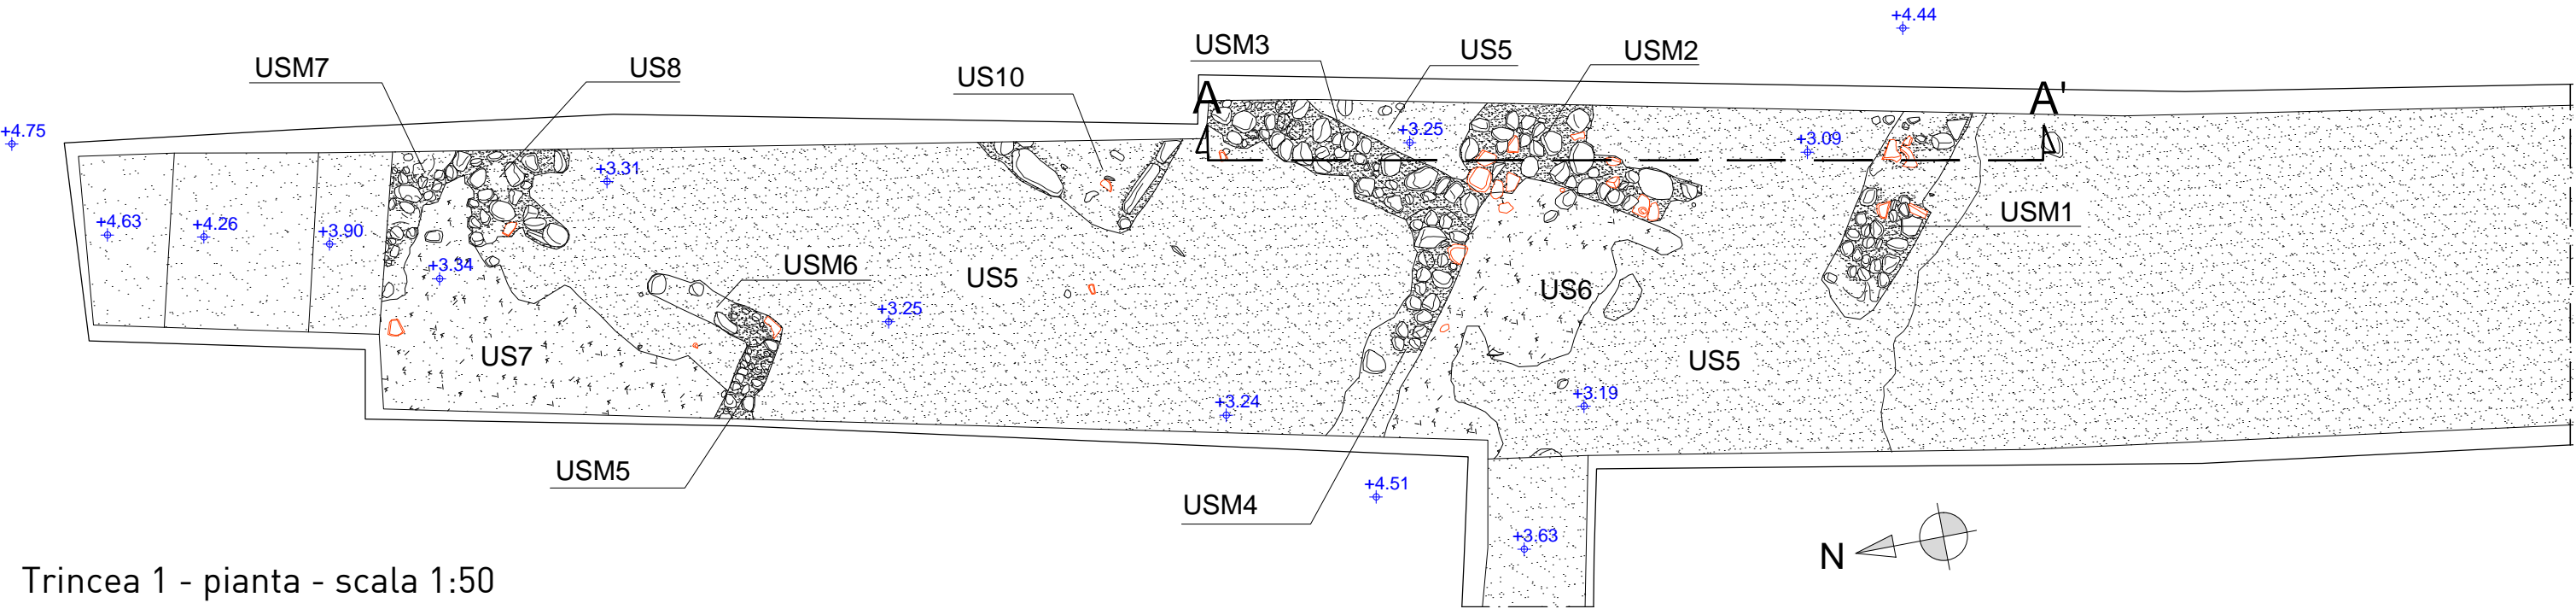 +4.44
USM3
US5
USM2
USM7
US8
US10
A
A'
+4.75
+3.25
+3.09
+3.31
+4.63
+4.26
+3.90
USM1
+3.34
USM6
US5
US6
+3.25
US7
US5
+3.24
+3.19
USM5
+4.51
USM4
+3.63
N
Trincea 1 - pianta - scala 1:50